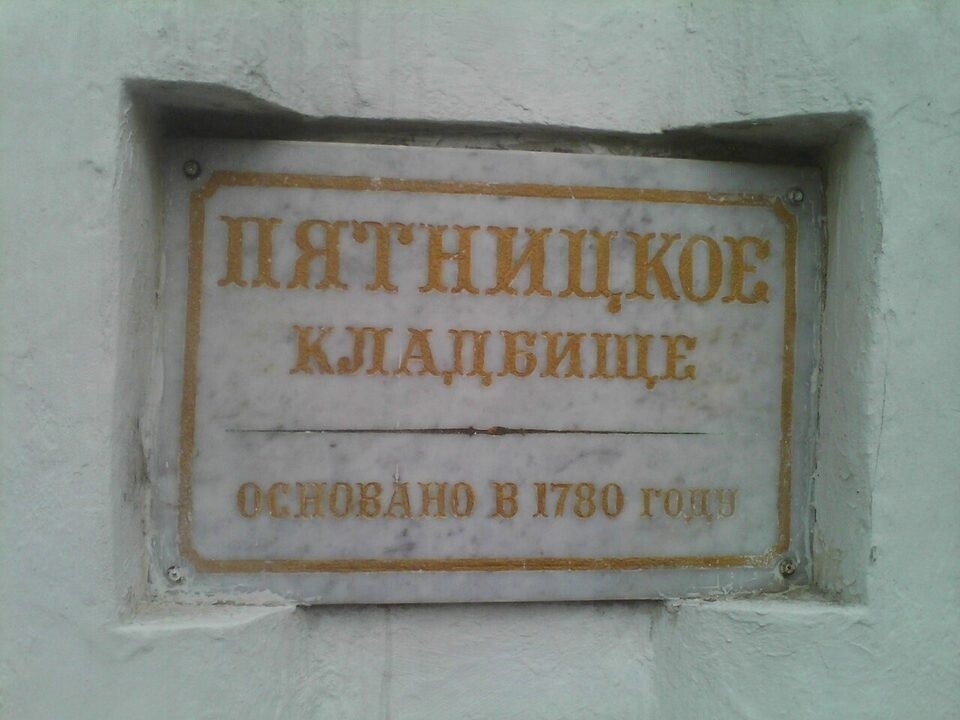 ПЯТНИЦКОЕ
КЛАДБИЩЕ
ОСНОВАНО В 1780 ГОДУ